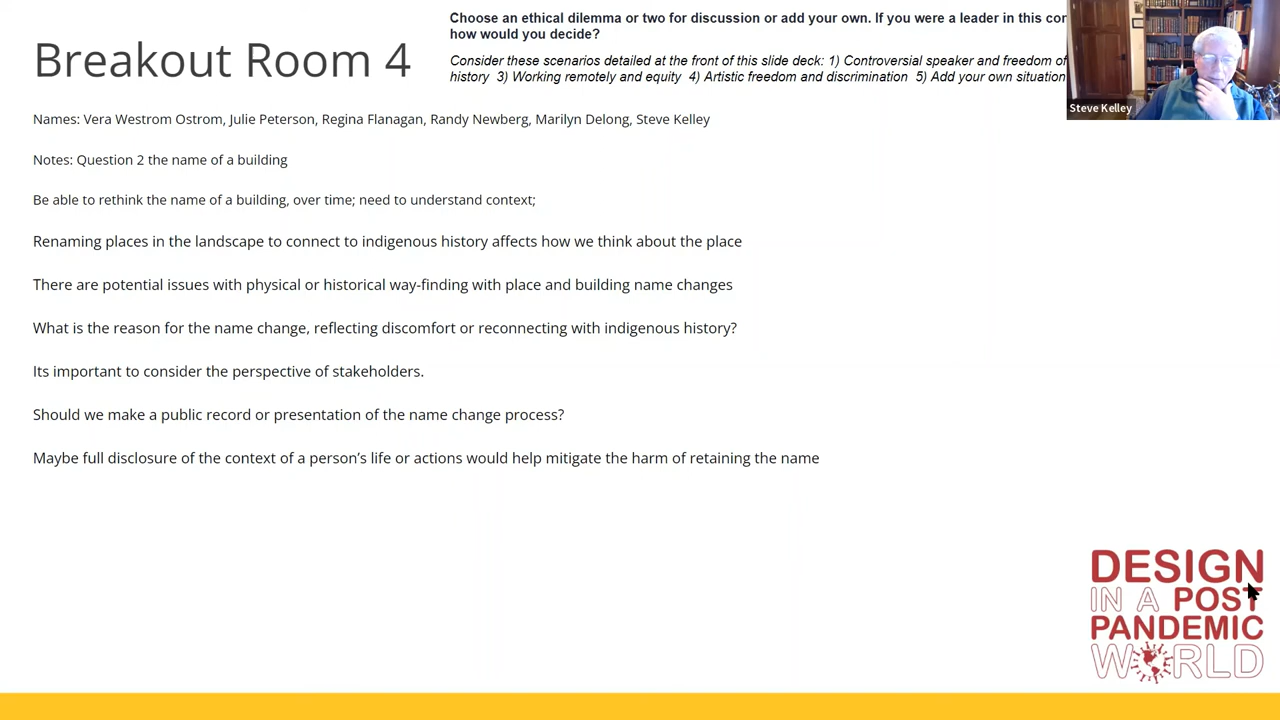 Breakout Room 4
Choose an ethical dilemma or two for discussion or add your own. If you were a leader in this
how would you decide?
Consider these scenarios detailed at the front of this slide deck: 1) Controversial speaker and freedom of
history 3) Working remotely and equity 4) Artistic freedom and discrimination 5) Add your own situation
Steve Kelley
Names: Vera Westrom Ostrom, Julie Peterson, Regina Flanagan, Randy Newberg, Marilyn Delong, Steve Kelley
Notes: Question 2 the name of a building
Be able to rethink the name of a building, over time; need to understand context;
Renaming places in the landscape to connect to indigenous history affects how we think about the place
There are potential issues with physical or historical way-finding with place and building name changes
What is the reason for the name change, reflecting discomfort or reconnecting with indigenous history?
Its important to consider the perspective of stakeholders.
Should we make a public record or presentation of the name change process?
Maybe full disclosure of the context of a person’s life or actions would help mitigate the harm of retaining the name
DESIGN
IN A POST
PANDEMIC
WORLD